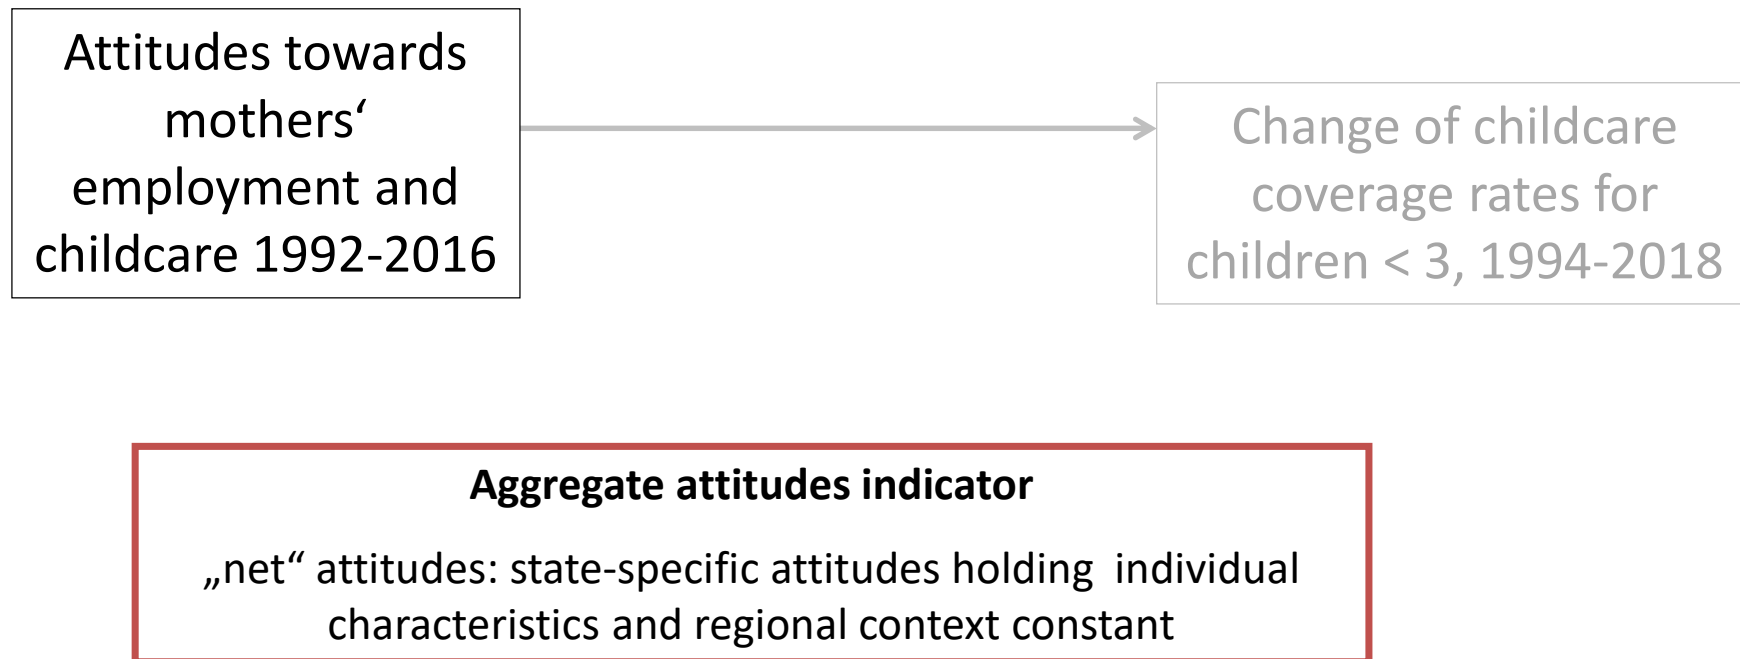 Attitudes towards
mothers‘
employment and
childcare 1992-2016
Change of childcare
coverage rates for
children < 3, 1994-2018
Aggregate attitudes indicator
„net“ attitudes: state-specific attitudes holding individual
characteristics and regional context constant